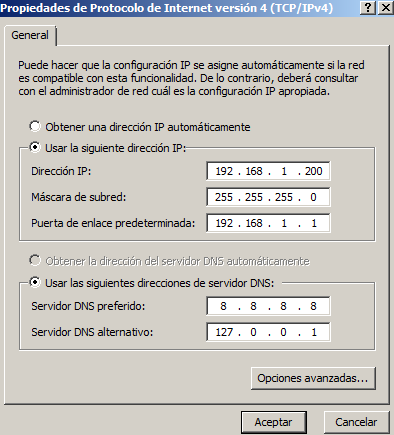 Propiedades de Protocolo de Internet versión 4 (TCP/IPv4)
General
Puede hacer que la configuración IP se asigne automáticamente si la red
es compatible con esta funcionalidad. De lo contrario, deberá consultar
con el administrador de red cuál es la configuración IP apropiada.
Obtener una dirección IP automáticamente
Usar la siguiente dirección IP:
Dirección IP: 192 . 168 . 1 . 200
Máscara de subred: 255 . 255 . 255 . 0
Puerta de enlace predeterminada: 192 . 168 . 1 . 1
Obtener la dirección del servidor DNS automáticamente
Usar las siguientes direcciones de servidor DNS:
Servidor DNS preferido: 8 . 8 . 8 . 8
Servidor DNS alternativo: 127 . 0 . 0 . 1
Opciones avanzadas...
Aceptar Cancelar